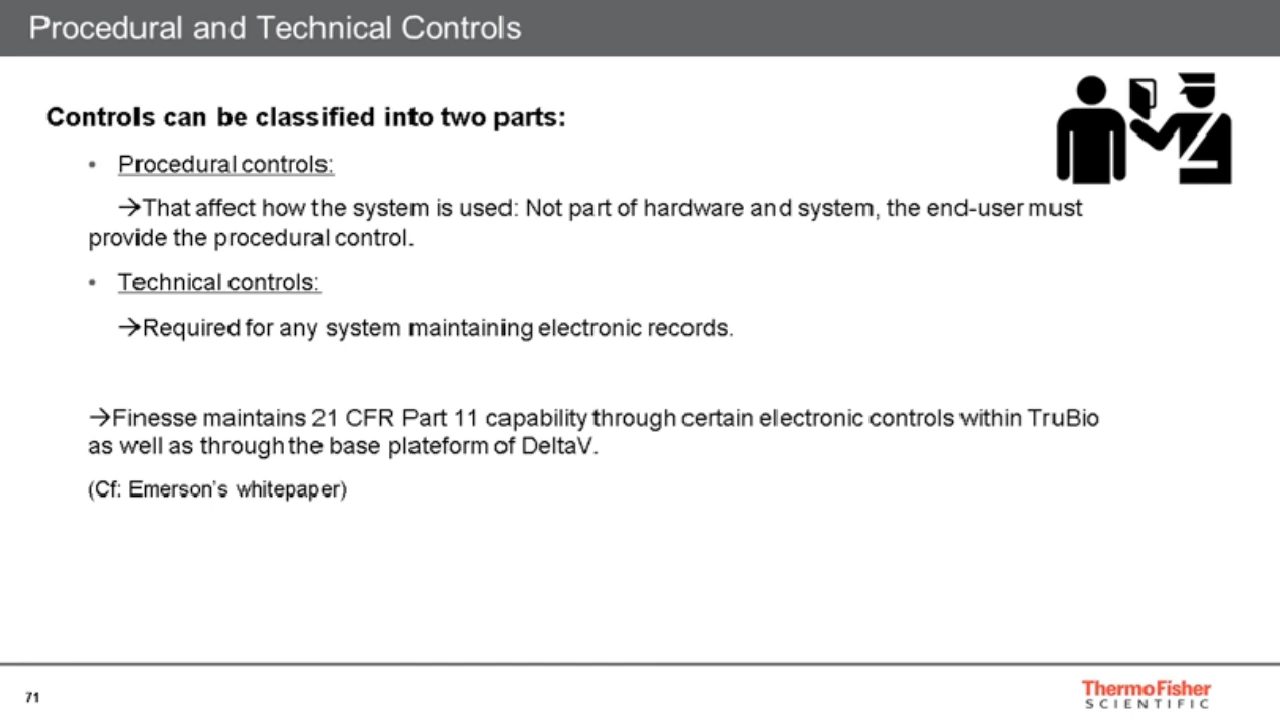 Procedural and Technical Controls
Controls can be classified into two parts:
• Procedural controls:
→That affect how the system is used: Not part of hardware and system, the end-user must
provide the procedural control.
• Technical controls:
→Required for any system maintaining electronic records.
→Finesse maintains 21 CFR Part 11 capability through certain electronic controls within TruBio
as well as through the base plateform of DeltaV.
(Cf: Emerson's whitepaper)
71
ThermoFisher
SCIENTIFIC